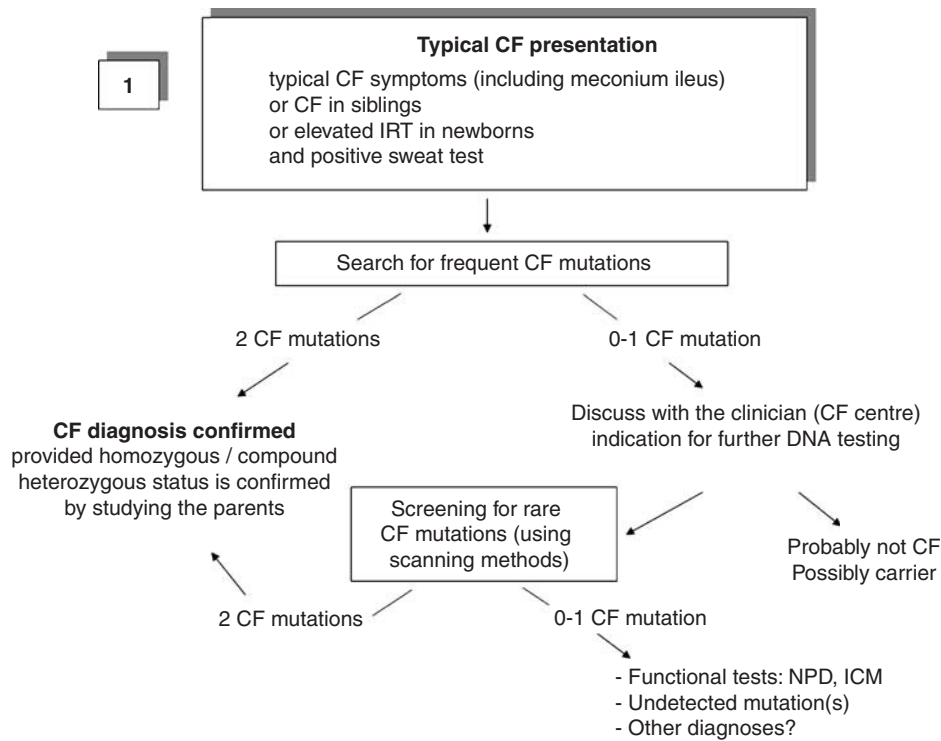 1
Typical CF presentation
typical CF symptoms (including meconium ileus)
or CF in siblings
or elevated IRT in newborns
and positive sweat test
Search for frequent CF mutations
2 CF mutations
0-1 CF mutation
CF diagnosis confirmed
provided homozygous / compound
heterozygous status is confirmed
by studying the parents
Discuss with the clinician (CF centre)
indication for further DNA testing
Screening for rare
CF mutations (using
scanning methods)
Probably not CF
Possibly carrier
2 CF mutations
0-1 CF mutation
- Functional tests: NPD, ICM
- Undetected mutation(s)
- Other diagnoses?